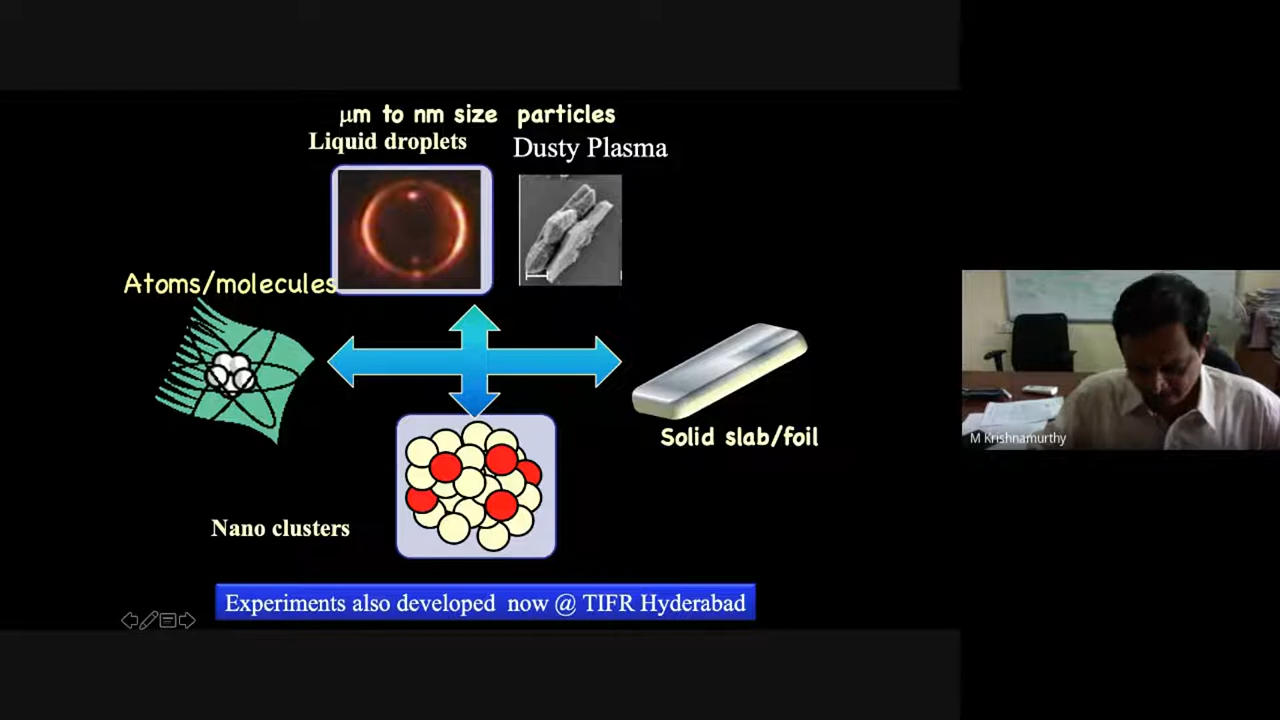 μm to nm size particles
Liquid droplets
Dusty Plasma
Atoms/molecules
Solid slab/foil
M Krishnamurthy
Nano clusters
Experiments also developed now @ TIFR Hyderabad